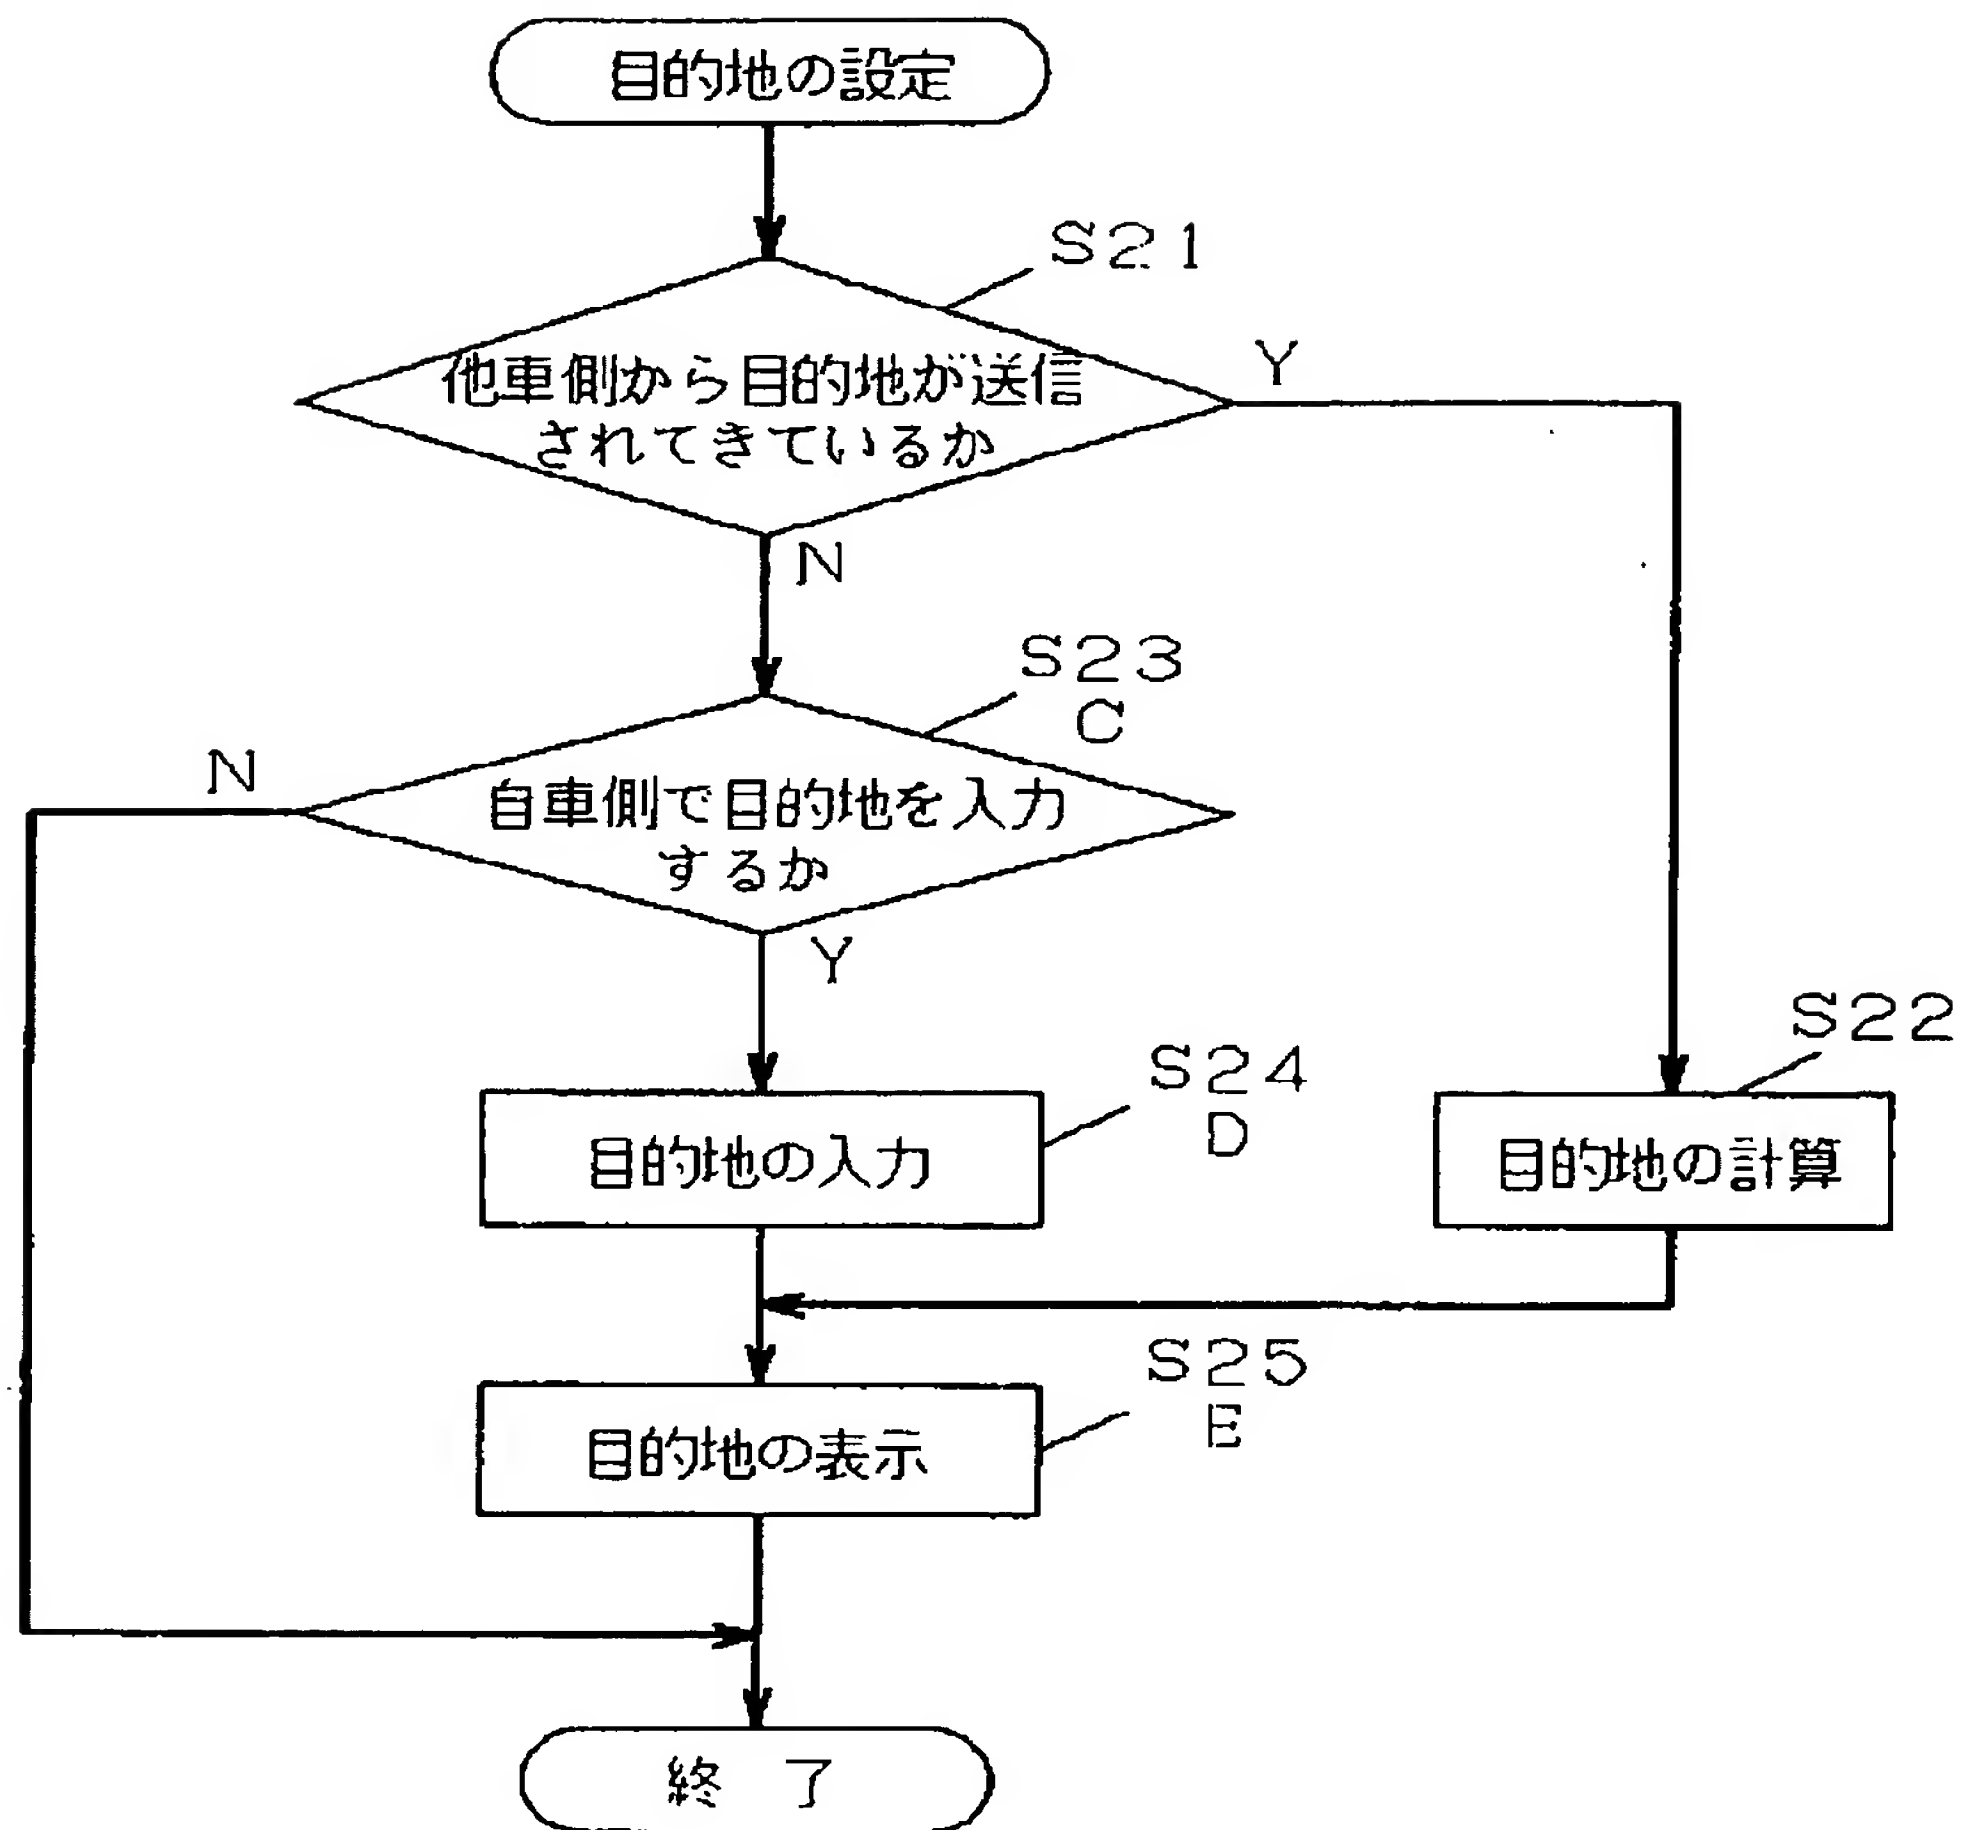 目的地の設定
S21
他車側から目的地が送信
されてきているか
Y
N
S23
C
N
自車側で目的地を入力
するか
Y
S22
S24
D
目的地の入力
目的地の計算
S25
E
目的地の表示
終 了